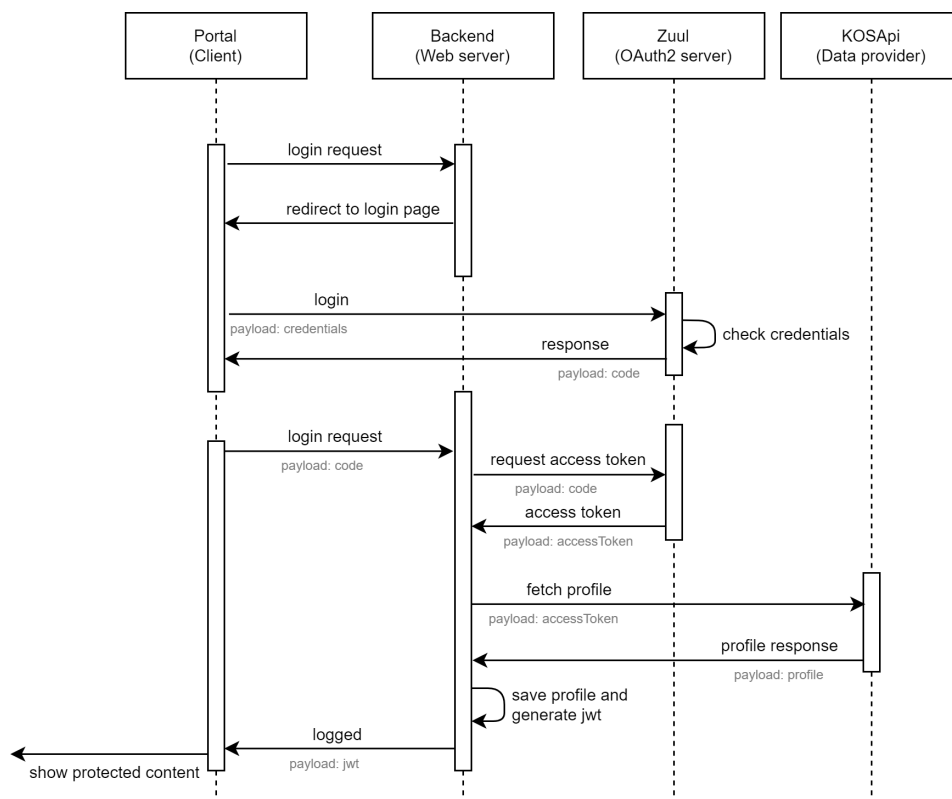 Portal
(Client)
Backend
(Web server)
Zuul
(OAuth2 server)
KOSApi
(Data provider)
login request
redirect to login page
login
payload: credentials
check credentials
response
payload: code
login request
payload: code
request access token
payload: code
access token
payload: accessToken
fetch profile
payload: accessToken
profile response
payload: profile
save profile and
generate jwt
logged
payload: jwt
show protected content